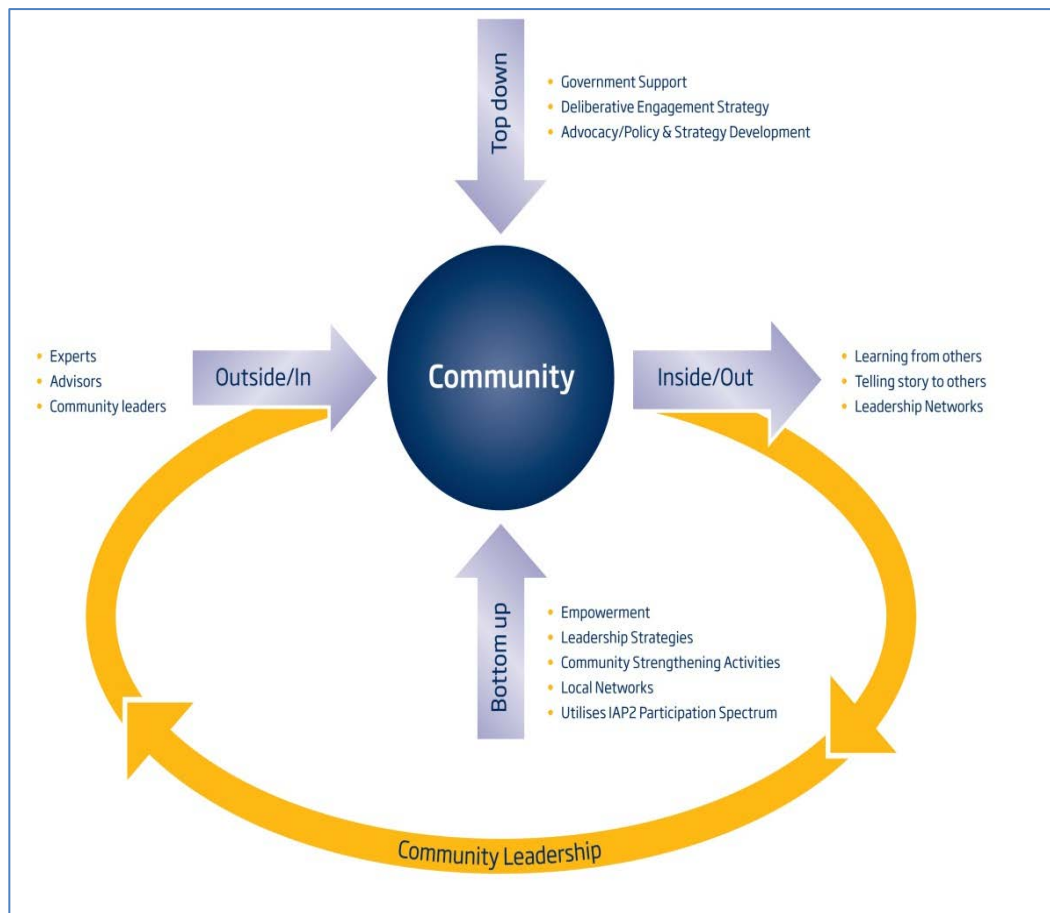 Top down
• Government Support
• Deliberative Engagement Strategy
• Advocacy/Policy & Strategy Development
• Experts
• Advisors
• Community leaders
Outside/In
Community
Inside/Out
• Learning from others
• Telling story to others
• Leadership Networks
Bottom up
• Empowerment
• Leadership Strategies
• Community Strengthening Activities
• Local Networks
• Utilises IAP2 Participation Spectrum
Community Leadership